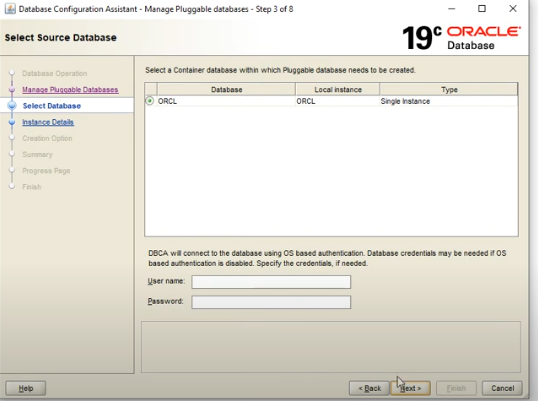 Database Configuration Assistant - Manage Pluggable databases - Step 3 of 8
Select Source Database
19c ORACLE
Database
Database Operation
Manage Pluggable Databases
Select Database
Instance Details
Creation Option
Summary
Progress Page
Finish
Select a Container database within which Pluggable database needs to be created.
Database Local instance Type
ORCL ORCL Single Instance
DBCA will connect to the database using OS based authentication. Database credentials may be needed if OS
based authentication is disabled. Specify the credentials, if needed.
User name:
Password:
Help < Back Next > Finish Cancel